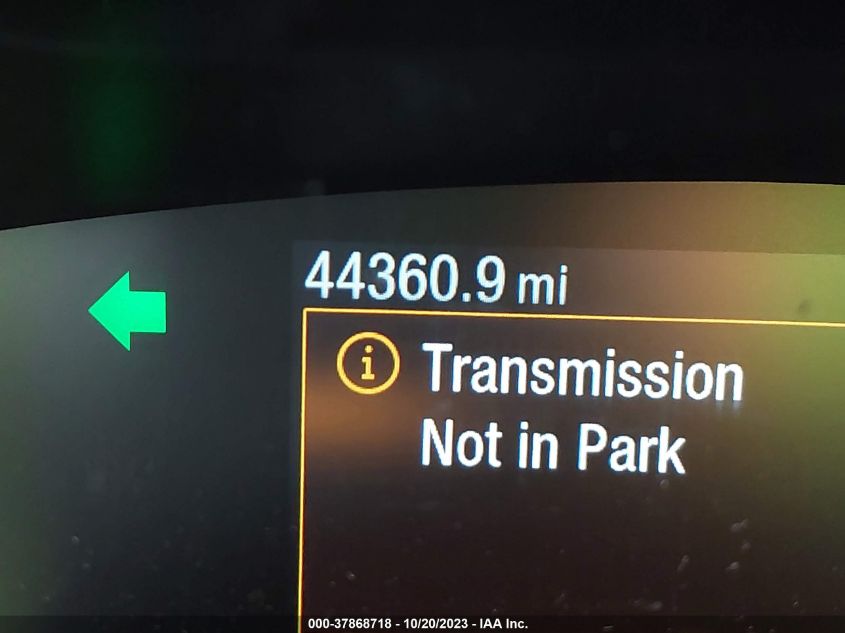 44360.9 mi
Transmission
Not in Park
000-37868718 - 10/20/2023 - IAA Inc.